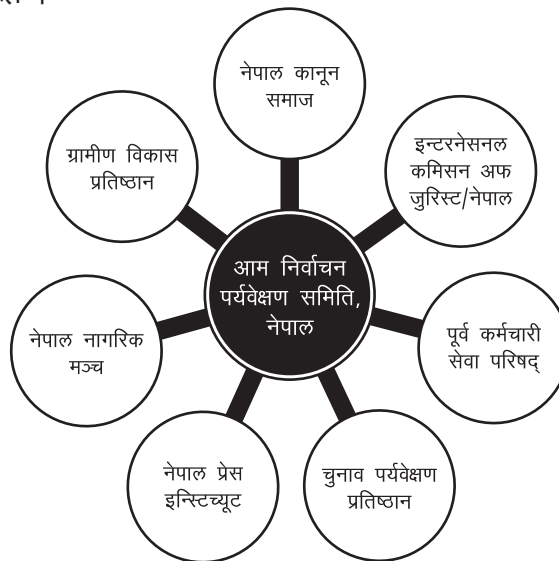 नेपाल कानून
समाज
इन्टरनेसनल
कमिसन अफ
जुरिस्ट/नेपाल
ग्रामीण विकास
प्रतिष्ठान
आम निर्वाचन
पर्यवेक्षण समिति,
नेपाल
पूर्व कर्मचारी
सेवा परिषद्
नेपाल नागरिक
मञ्च
नेपाल प्रेस
इन्स्टिच्यूट
चुनाव पर्यवेक्षण
प्रतिष्ठान